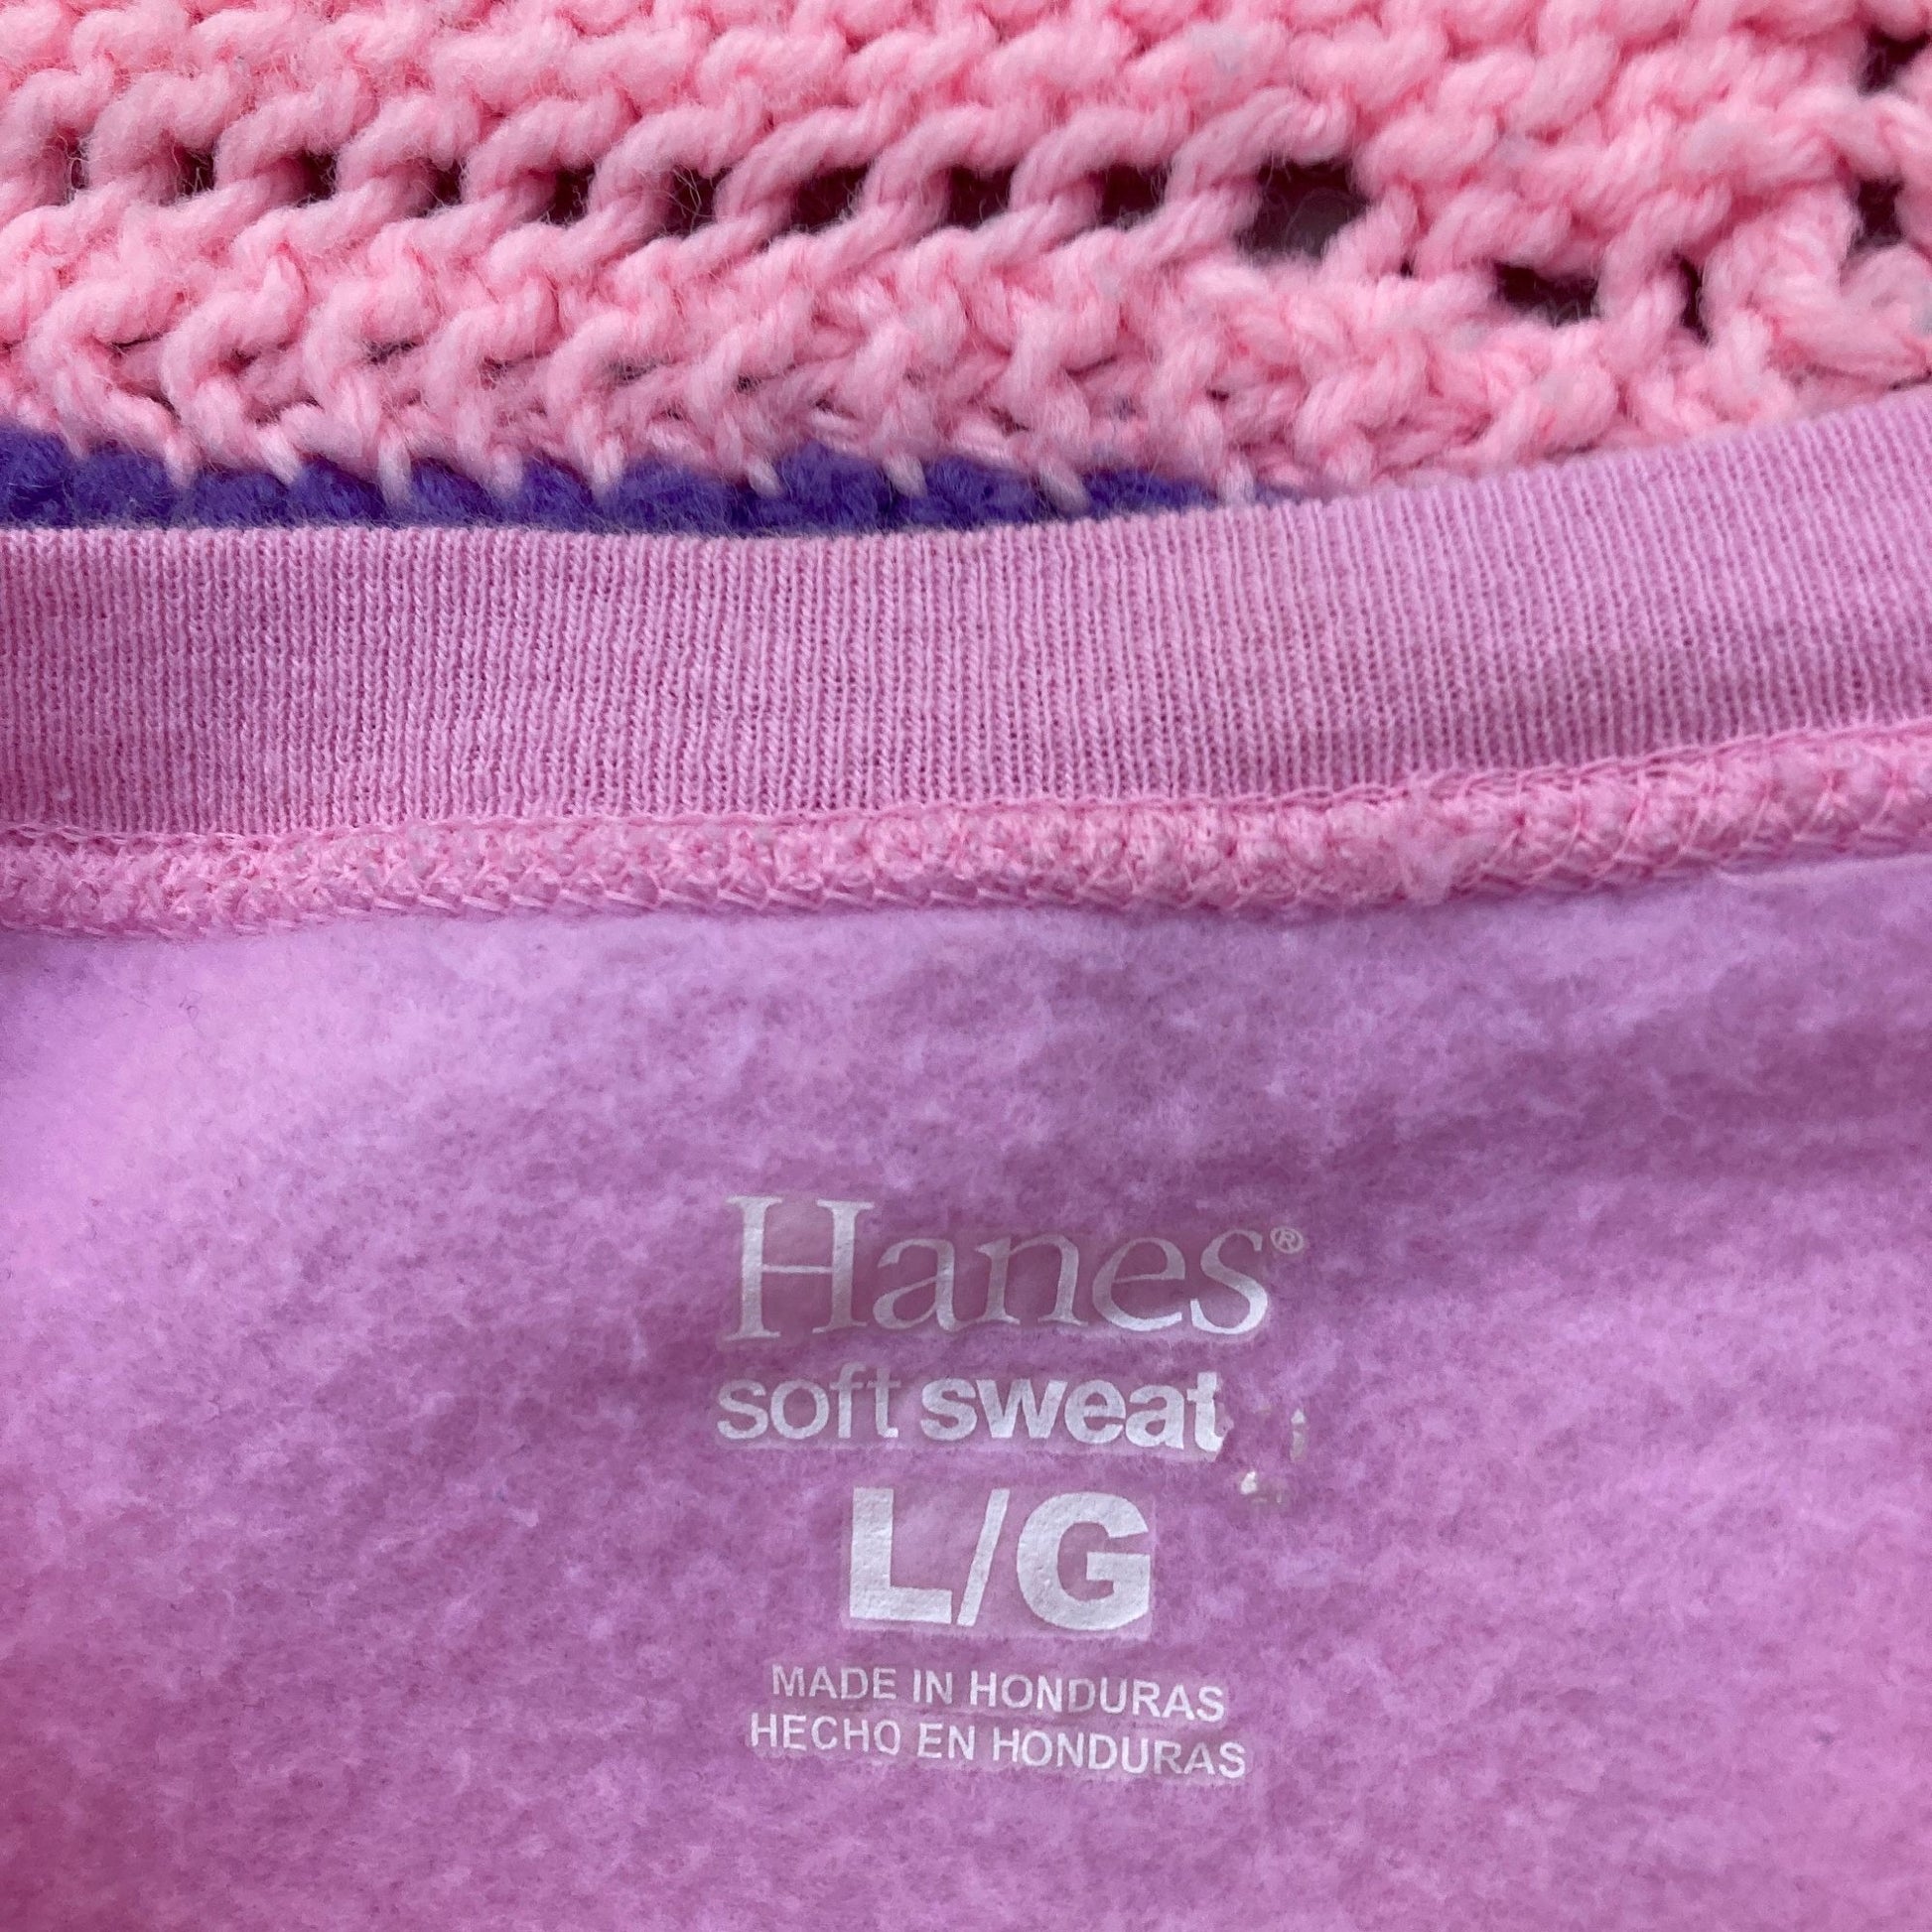 Hanes®
soft sweat
L/G
MADE IN HONDURAS
HECHO EN HONDURAS